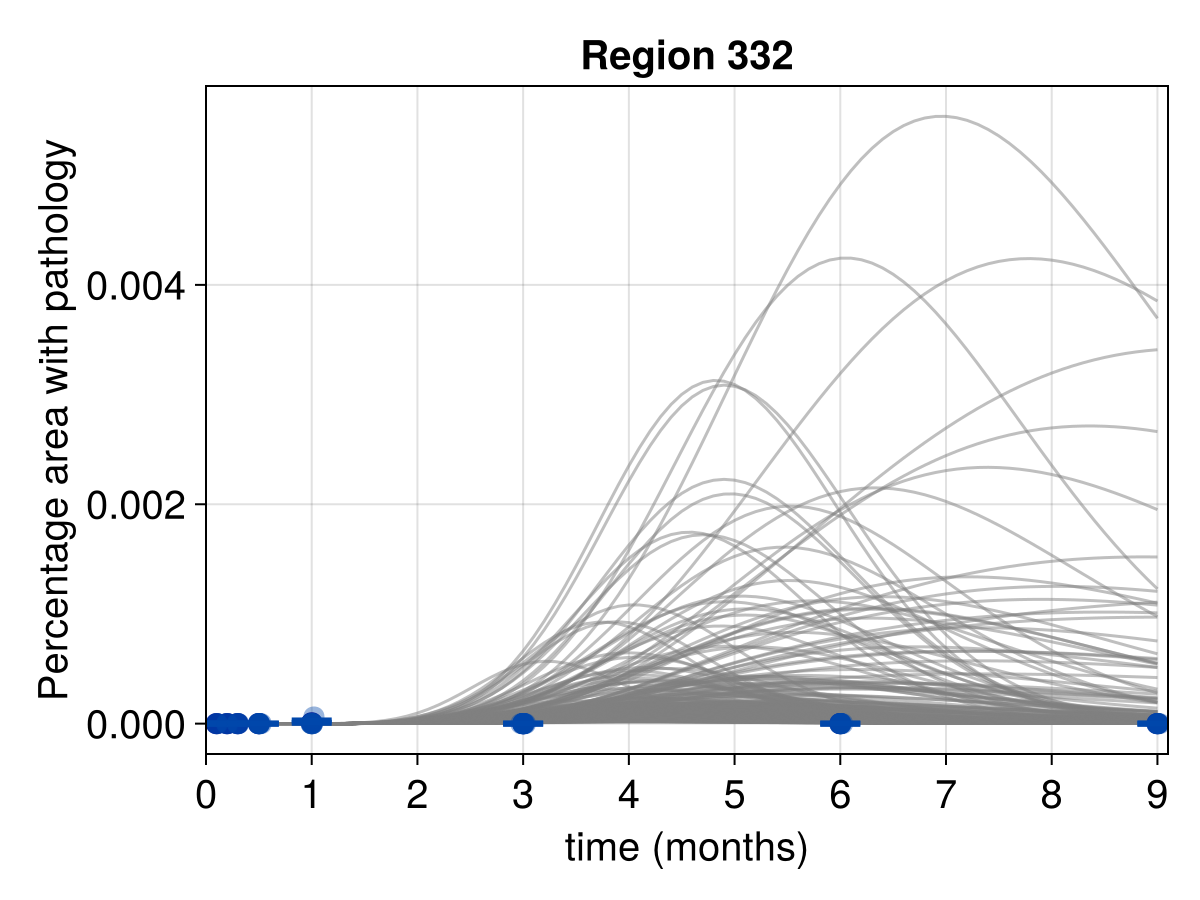 Region 332
Percentage area with pathology
0.004
0.002
0.000
0 1 2 3 4 5 6 7 8 9
time (months)